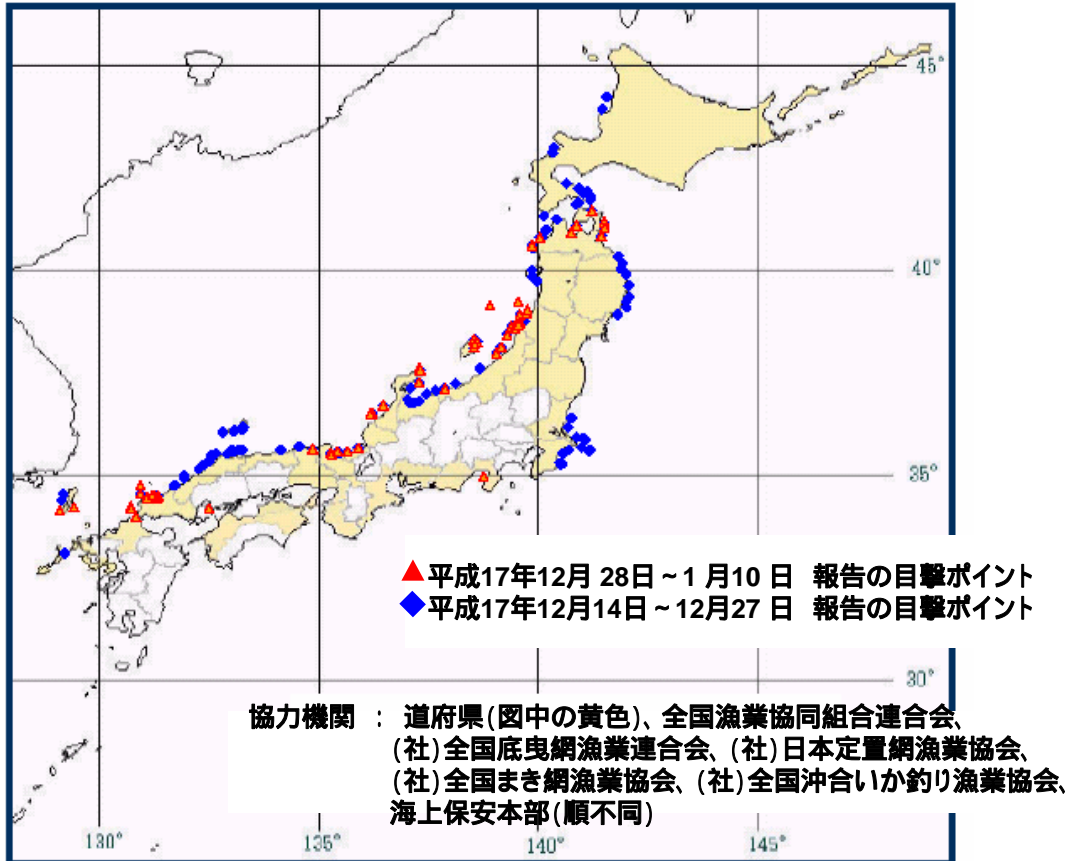 45°
40°
35°
▲平成17年12月 28日~1 月10 日 報告の目撃ポイント
◆平成17年12月14日~12月27 日 報告の目撃ポイント
30°
協力機関 : 道府県(図中の黄色)、全国漁業協同組合連合会、
(社)全国底曳網漁業連合会、(社)日本定置網漁業協会、
(社)全国まき網漁業協会、(社)全国沖合いか釣り漁業協会、
海上保安本部(順不同)
130° 135° 140° 145°